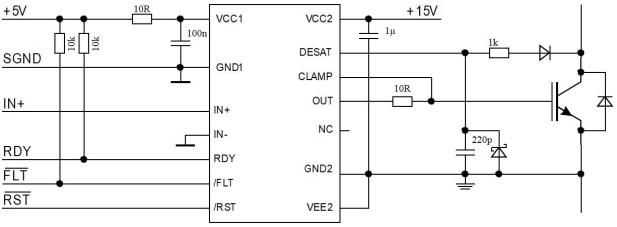 +5V
10R
VCC1
VCC2
+15V
10k
10k
100n
1µ
SGND
GND1
DESAT
1k
CLAMP
IN+
IN+
OUT
10R
IN-
NC
RDY
RDY
220p
FLT
/FLT
GND2
RST
/RST
VEE2